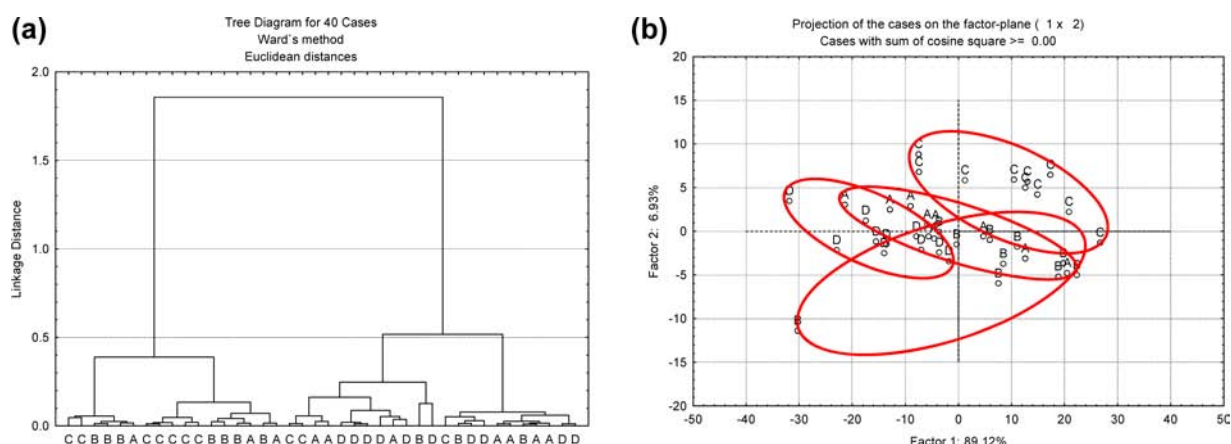 (a)
Tree Diagram for 40 Cases
Ward`s method
Euclidean distances
2.0
1.5
1.0
0.5
0.0
Linkage Distance
C C B B B A C C C C C B B B A B A C C A A D D D D A D B D C B D D A A B A A D D
(b)
Projection of the cases on the factor-plane ( 1 x 2)
Cases with sum of cosine square >= 0.00
20
15
10
5
0
-5
-10
-15
-20
Factor 2: 6.93%
-50 -40 -30 -20 -10 0 10 20 30 40 50
Factor 1: 89.12%